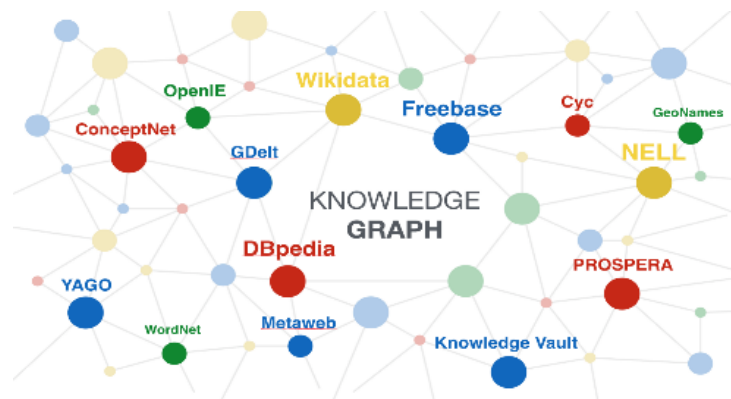 Wikidata
OpenIE
Freebase
Cyc
GeoNames
ConceptNet
GDelt
NELL
KNOWLEDGE
GRAPH
DBpedia
PROSPERA
YAGO
Metaweb
WordNet
Knowledge Vault